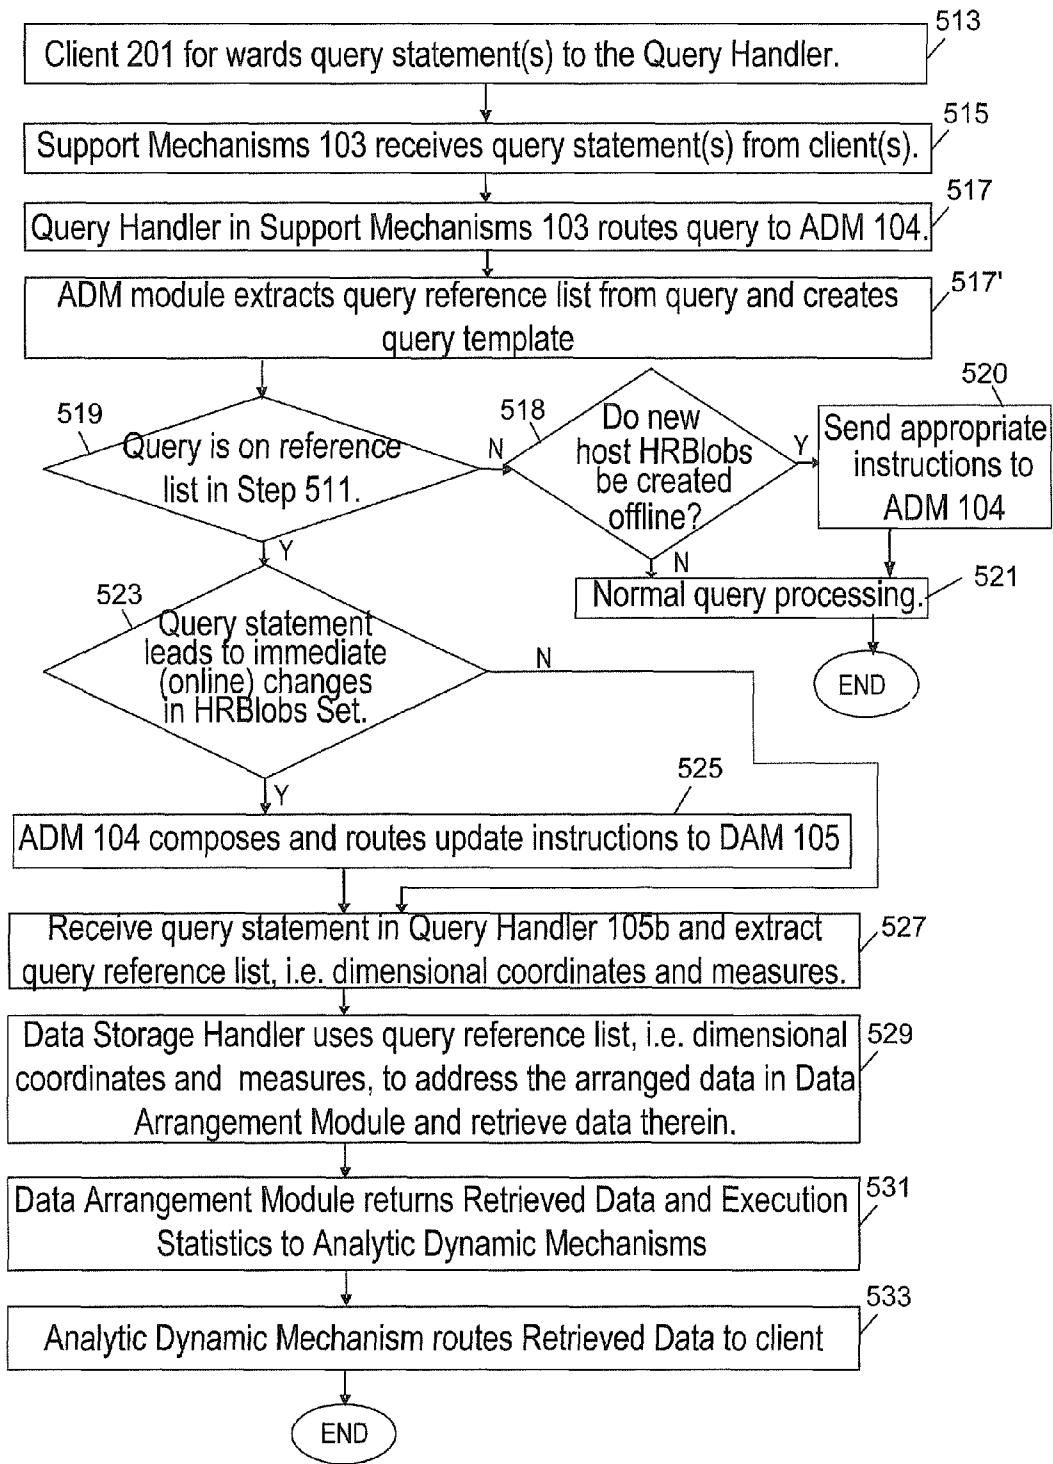 513
Client 201 for wards query statement(s) to the Query Handler.
515
Support Mechanisms 103 receives query statement(s) from client(s).
517
Query Handler in Support Mechanisms 103 routes query to ADM 104.
517'
ADM module extracts query reference list from query and creates
query template
519
Query is on reference
list in Step 511.
N
Y
518
Do new
host HRBlobs
be created
offline?
Y
N
520
Send appropriate
instructions to
ADM 104
Normal query processing.
521
END
523
Query statement
leads to immediate
(online) changes
in HRBlobs Set.
N
Y
525
ADM 104 composes and routes update instructions to DAM 105
Receive query statement in Query Handler 105b and extract
query reference list, i.e. dimensional coordinates and measures.
527
Data Storage Handler uses query reference list, i.e. dimensional
coordinates and measures, to address the arranged data in Data
Arrangement Module and retrieve data therein.
529
Data Arrangement Module returns Retrieved Data and Execution
Statistics to Analytic Dynamic Mechanisms
531
Analytic Dynamic Mechanism routes Retrieved Data to client
533
END